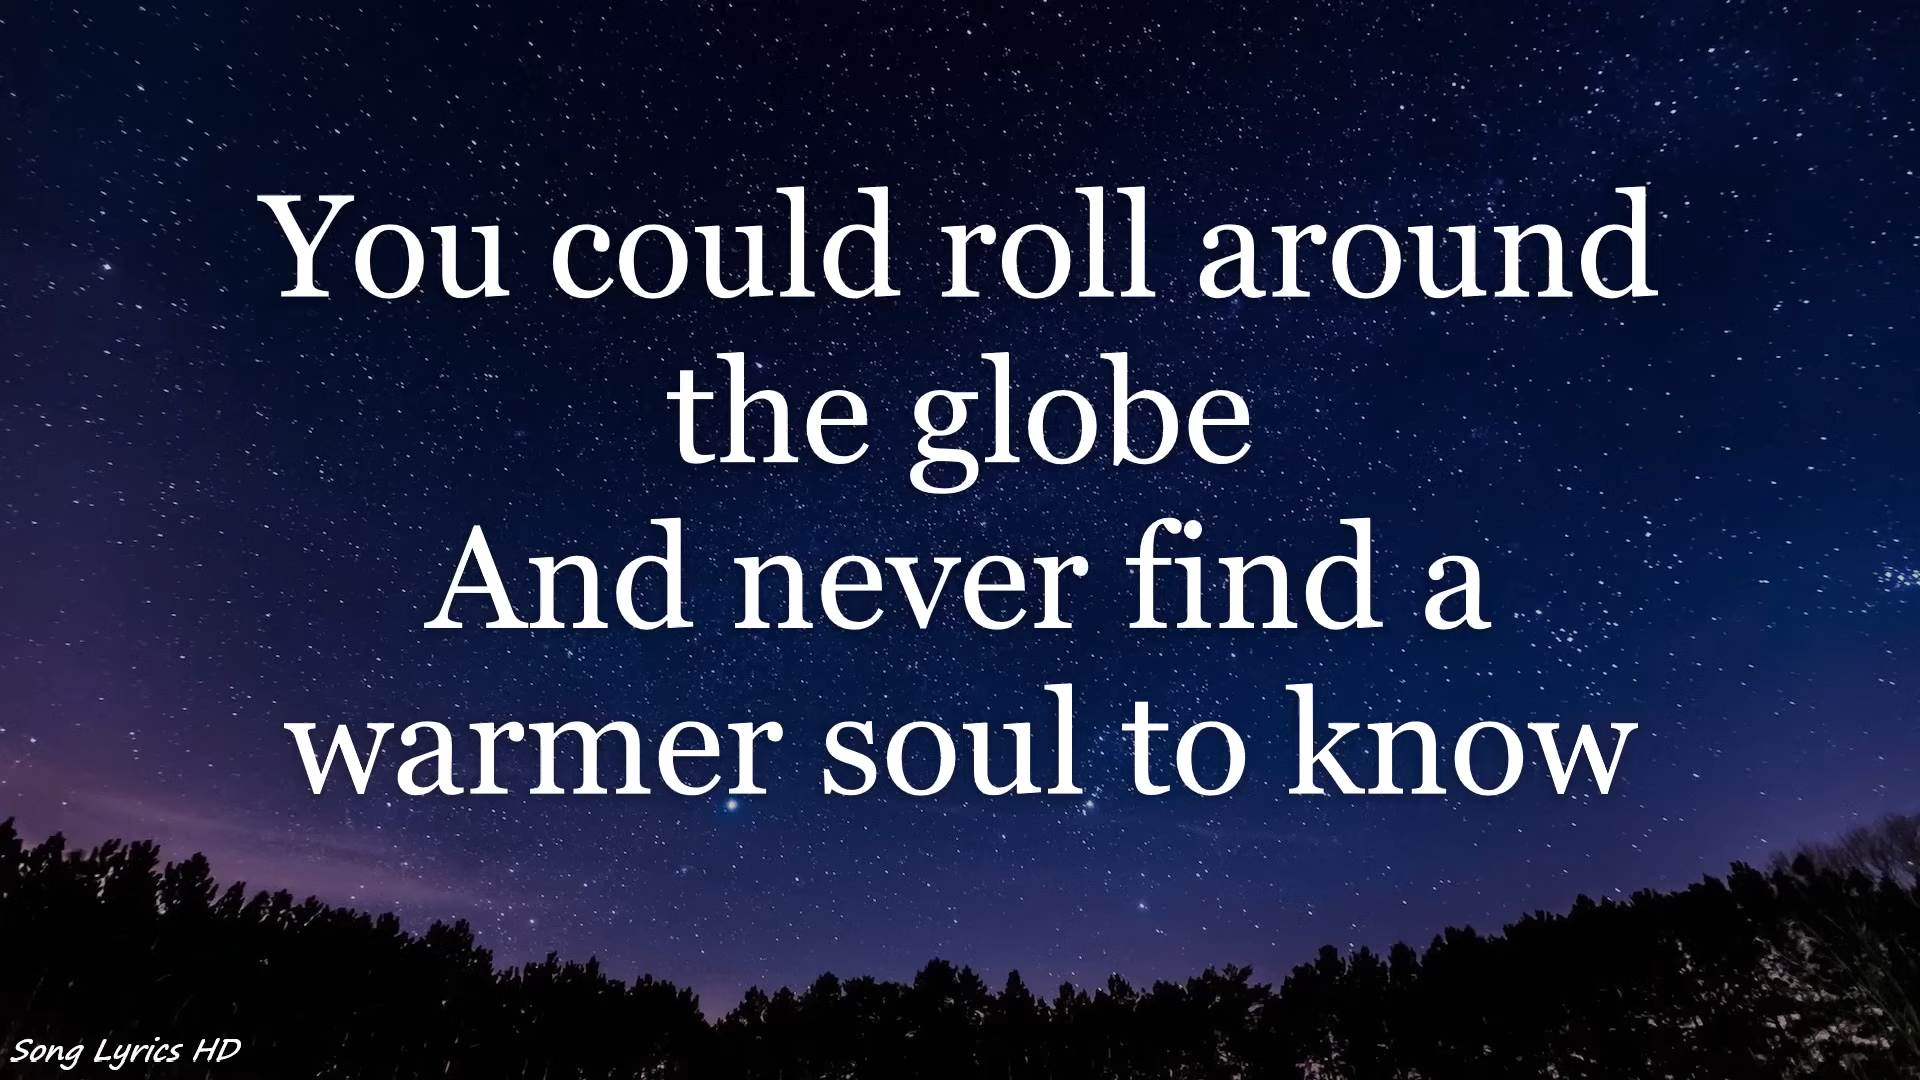 You could roll around
the globe
And never find a
warmer soul to know
Song Lyrics HD